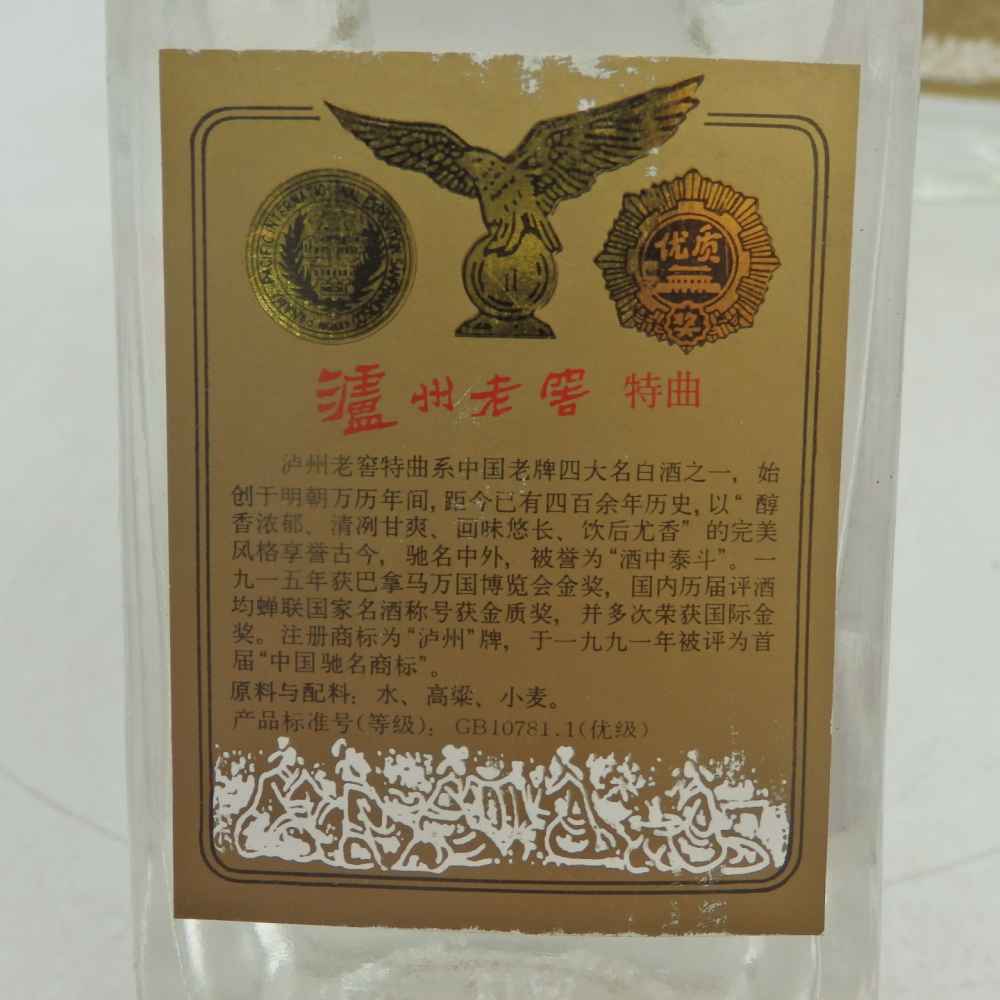 PACIFIC INTERNATIONAL
优质
奖
瀘州老窖 特曲
泸州老窖特曲系中国老牌四大名白酒之一，始
创于明朝万历年间，距今已有四百余年历史，以“醇
香浓郁、清冽甘爽、回味悠长、饮后尤香”的完美
风格享誉古今，驰名中外，被誉为“酒中泰斗”。一
九一五年获巴拿马万国博览会金奖，国内历届评酒
均蝉联国家名酒称号获金质奖，并多次荣获国际金
奖。注册商标为“泸州”牌，于一九九一年被评为首
届“中国驰名商标”。
原料与配料：水、高粱、小麦。
产品标准号(等级)：GB10781.1(优级)